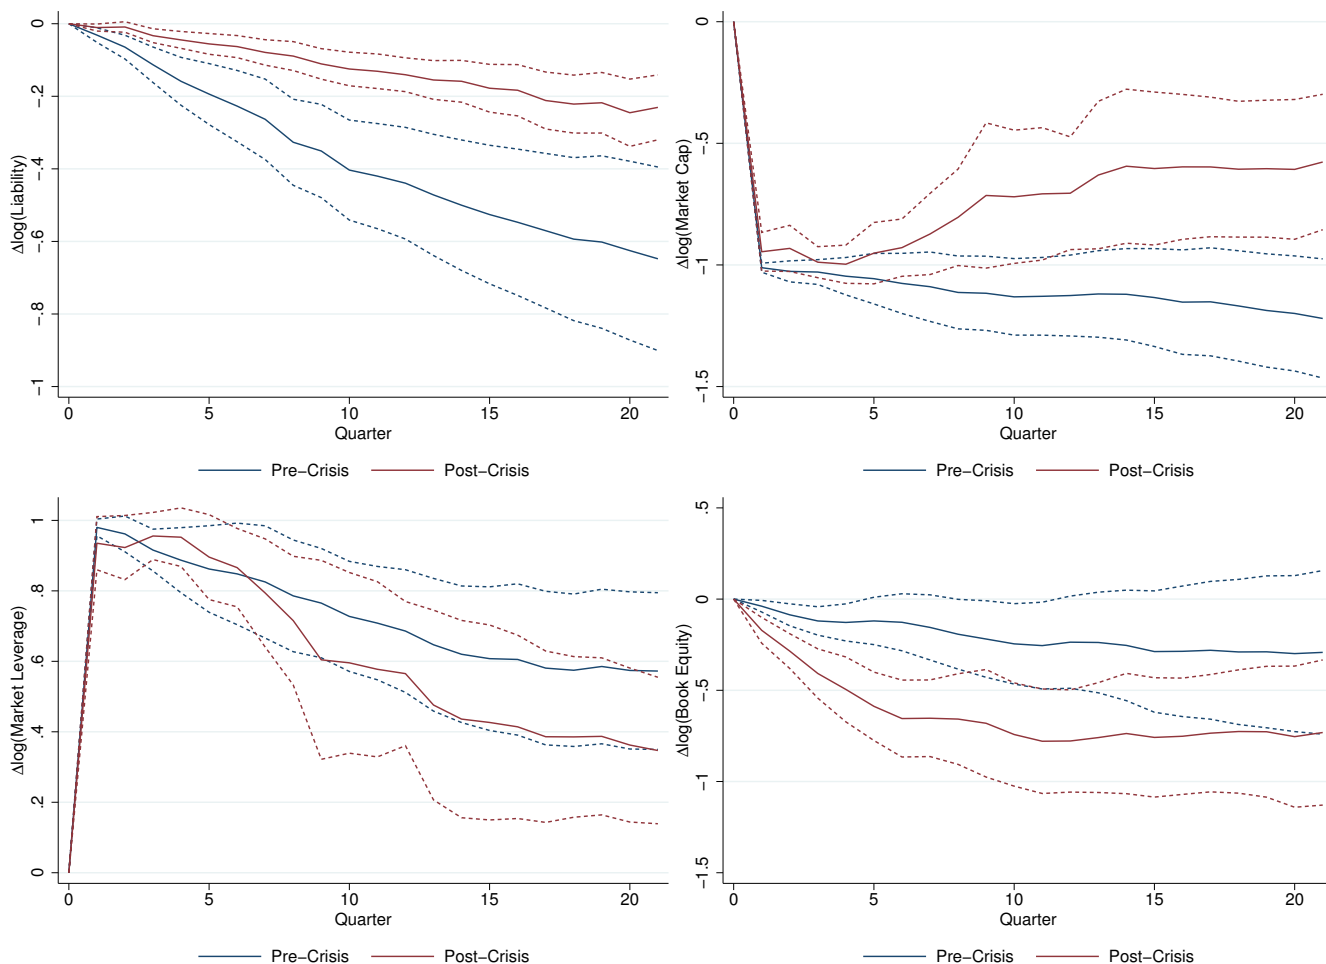 Δlog(Liability)
0
−.2
−.4
−.6
−.8
−1
0 5 10 15 20
Quarter
Pre−Crisis Post−Crisis
Δlog(Market Cap)
0
−.5
−1
−1.5
0 5 10 15 20
Quarter
Pre−Crisis Post−Crisis
Δlog(Market Leverage)
1
.8
.6
.4
.2
0
0 5 10 15 20
Quarter
Pre−Crisis Post−Crisis
Δlog(Book Equity)
.5
0
−.5
−1
−1.5
0 5 10 15 20
Quarter
Pre−Crisis Post−Crisis